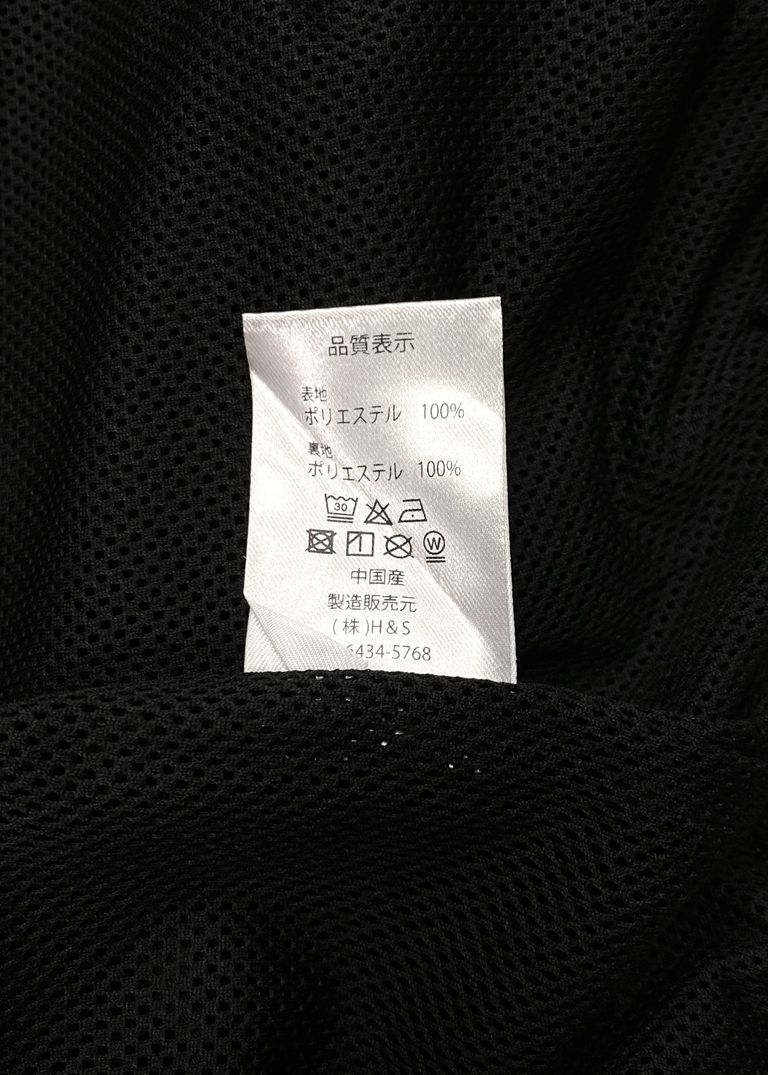 品質表示
表地
ポリエステル 100%
裏地
ポリエステル 100%
30
W
中国産
製造販売元
(株)H&S
6434-5768